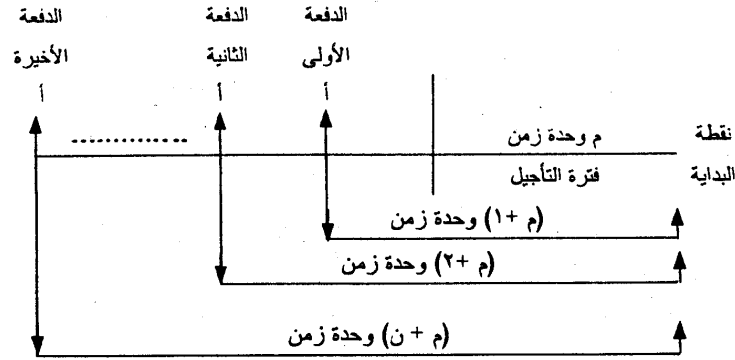 الدفعة
الأولى
أ
الدفعة
الثانية
أ
الدفعة
الأخيرة
أ
نقطة
البداية
م وحدة زمن
فترة التأجيل
..................
(م +١) وحدة زمن
(م +٢) وحدة زمن
(م + ن) وحدة زمن